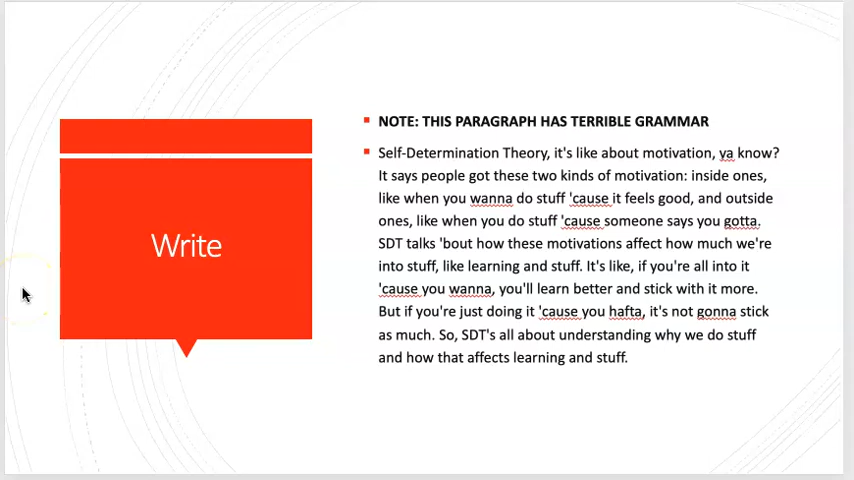 Write
NOTE: THIS PARAGRAPH HAS TERRIBLE GRAMMAR
Self-Determination Theory, it's like about motivation, ya know?
It says people got these two kinds of motivation: inside ones,
like when you wanna do stuff 'cause it feels good, and outside
ones, like when you do stuff 'cause someone says you gotta.
SDT talks 'bout how these motivations affect how much we're
into stuff, like learning and stuff. It's like, if you're all into it
'cause you wanna, you'll learn better and stick with it more.
But if you're just doing it 'cause you hafta, it's not gonna stick
as much. So, SDT's all about understanding why we do stuff
and how that affects learning and stuff.